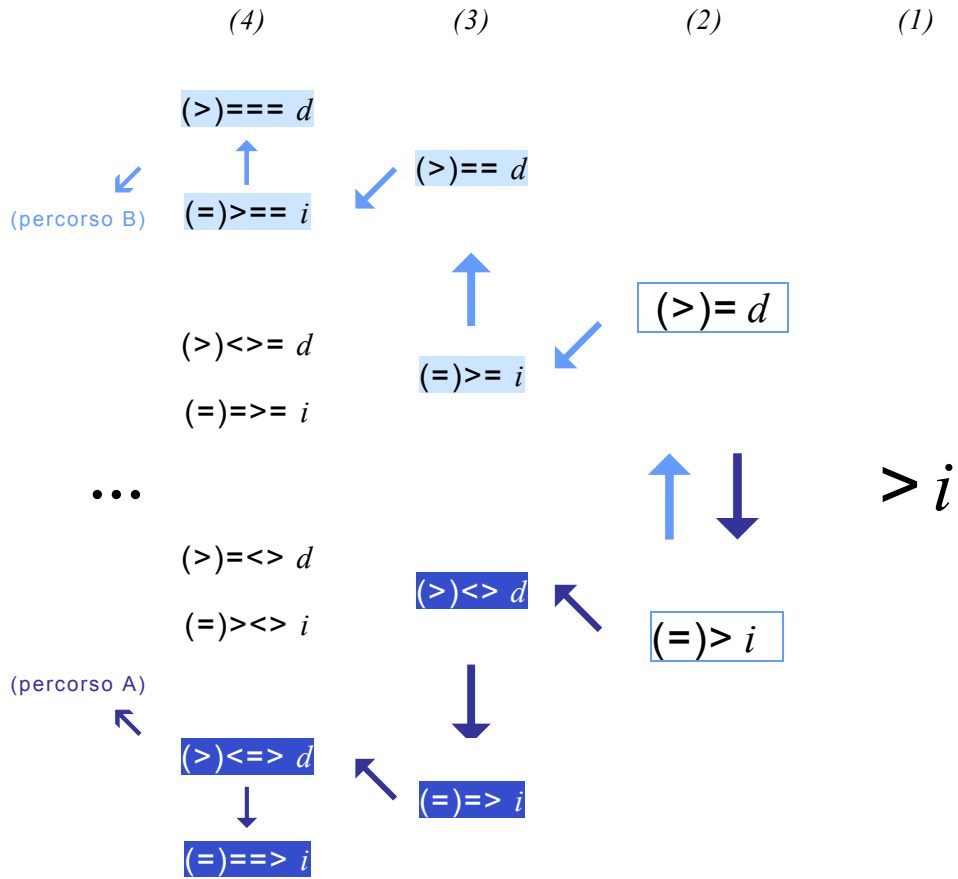 (4) (3) (2) (1)
(>)=== d
(>)== d
(percorso B) (=)>== i
(>)= d
(>)<>= d
(=)>= i
(=)=>= i
... > i
(>)=<> d
(>)<> d
(=)><> i
(=)> i
(percorso A)
(>)<=> d
(=)=> i
(=)==> i